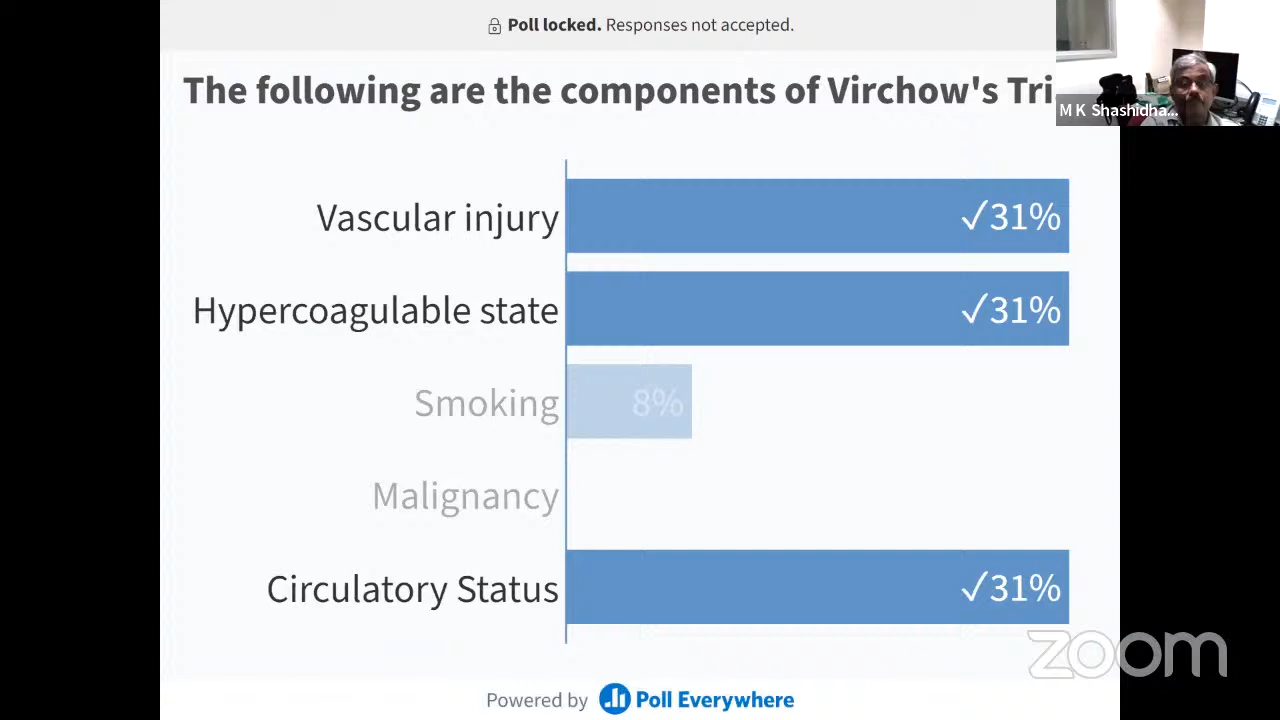 Poll locked. Responses not accepted.
The following are the components of Virchow's Tri
M K Shashidha...
Vascular injury
✓31%
Hypercoagulable state
✓31%
Smoking
8%
Malignancy
Circulatory Status
✓31%
zoom
Powered by Poll Everywhere